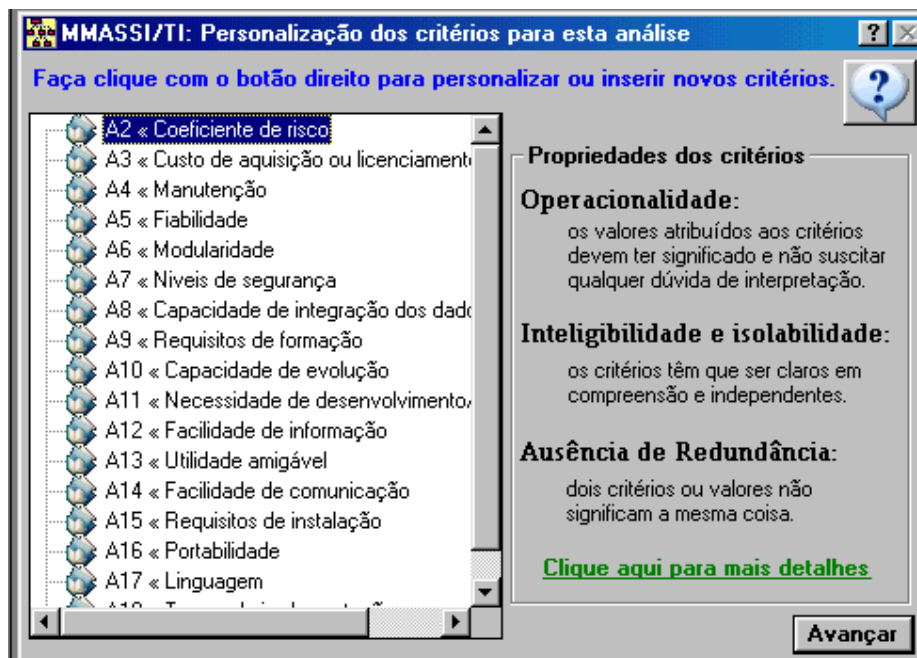 MMASSI/TI: Personalização dos critérios para esta análise
Faça clique com o botão direito para personalizar ou inserir novos critérios.
A2 « Coeficiente de risco
A3 « Custo de aquisição ou licenciament
A4 « Manutenção
A5 « Fiabilidade
A6 « Modularidade
A7 « Niveis de segurança
A8 « Capacidade de integração dos dad
A9 « Requisitos de formação
A10 « Capacidade de evolução
A11 « Necessidade de desenvolvimento
A12 « Facilidade de informação
A13 « Utilidade amigável
A14 « Facilidade de comunicação
A15 « Requisitos de instalação
A16 « Portabilidade
A17 « Linguagem
Propriedades dos critérios
Operacionalidade:
os valores atribuídos aos critérios
devem ter significado e não suscitar
qualquer dúvida de interpretação.
Inteligibilidade e isolabilidade:
os critérios têm que ser claros em
compreensão e independentes.
Ausência de Redundância:
dois critérios ou valores não
significam a mesma coisa.
Clique aqui para mais detalhes
Avançar